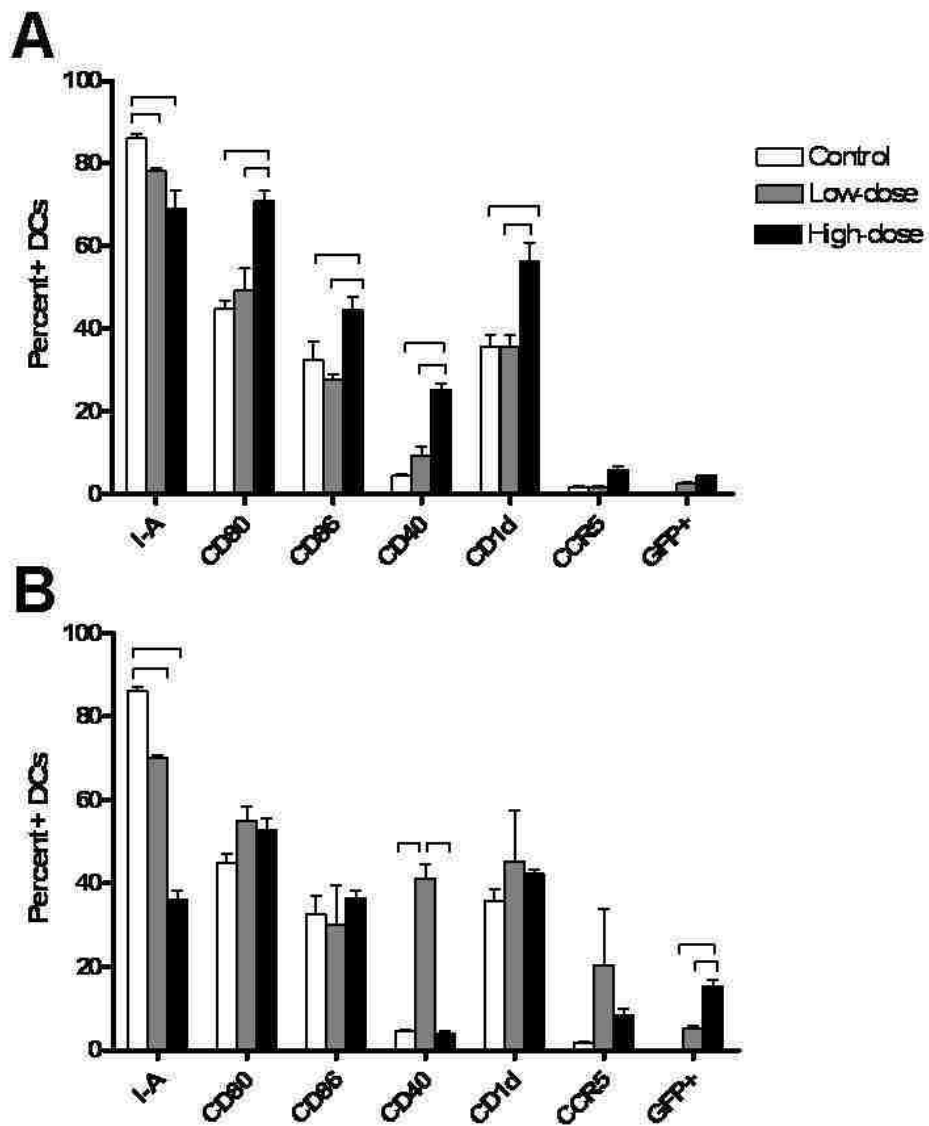 A
100
80
60
40
20
0
Percent+ DCs
Control
Low-dose
High-dose
I-A
CD80
CD86
CD40
CD1d
CCR5
GFP+
B
100
80
60
40
20
0
Percent+ DCs
I-A
CD80
CD86
CD40
CD1d
CCR5
GFP+